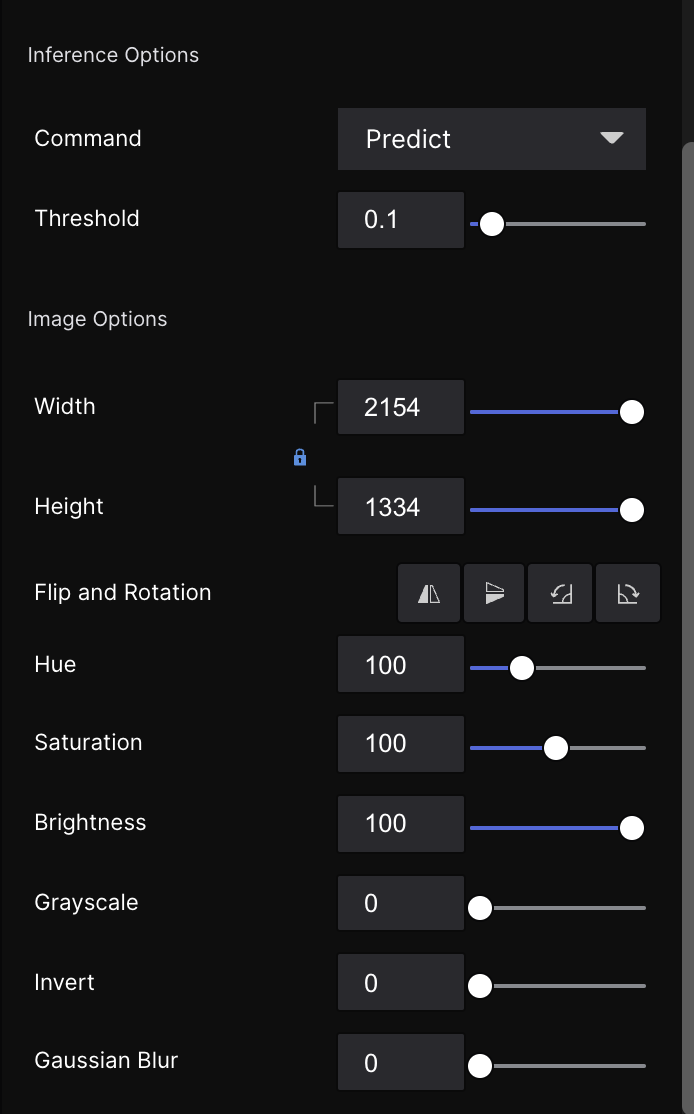 Inference Options
Command Predict
Threshold 0.1
Image Options
Width 2154
Height 1334
Flip and Rotation
Hue 100
Saturation 100
Brightness 100
Grayscale 0
Invert 0
Gaussian Blur 0